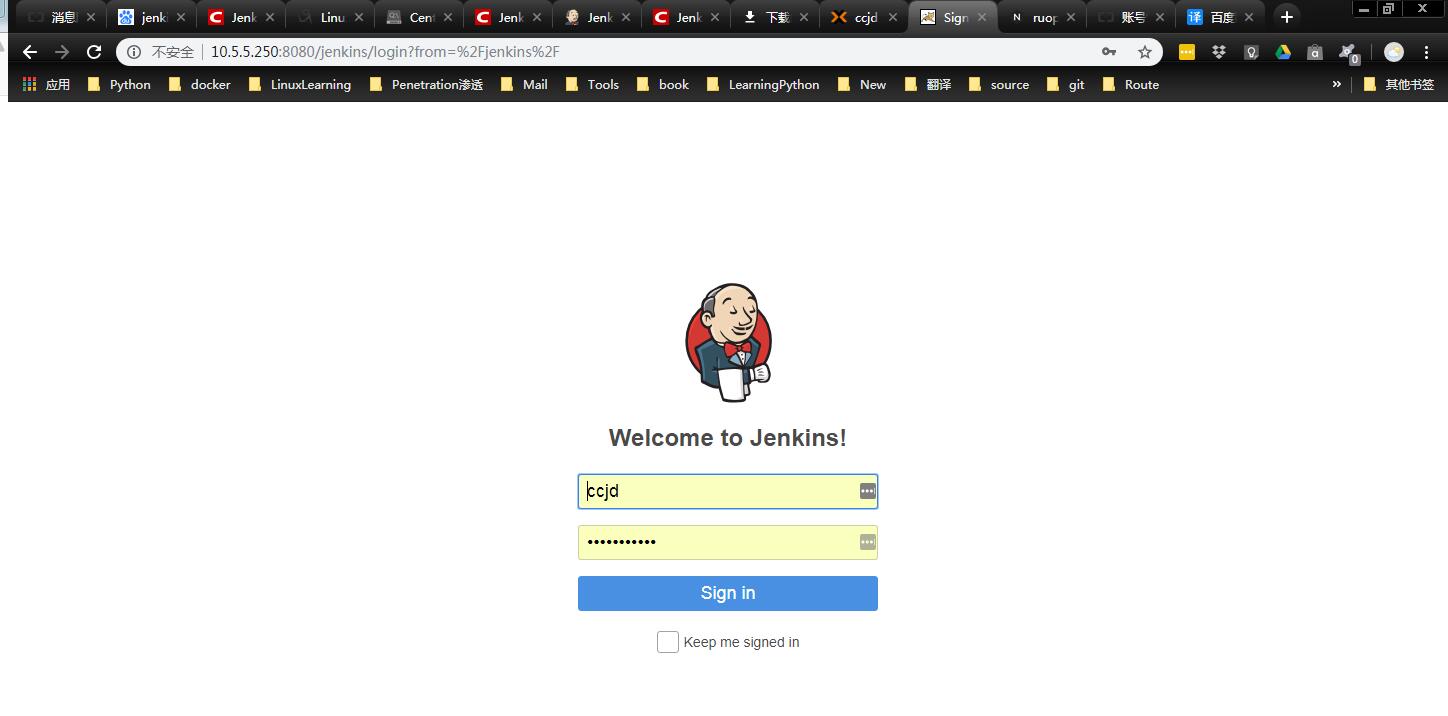 消息 jenk Jenk Linu Cent Jenk Jenk Jenk 下载 ccjd Sign N ruop 账号 译 百度
不安全 10.5.5.250:8080/jenkins/login?from=%2Fjenkins%2F 0
应用 Python docker LinuxLearning Penetration渗透 Mail Tools book LearningPython New 翻译 source git Route » 其他书签
Welcome to Jenkins!
ccjd
•••••••••••
Sign in
Keep me signed in